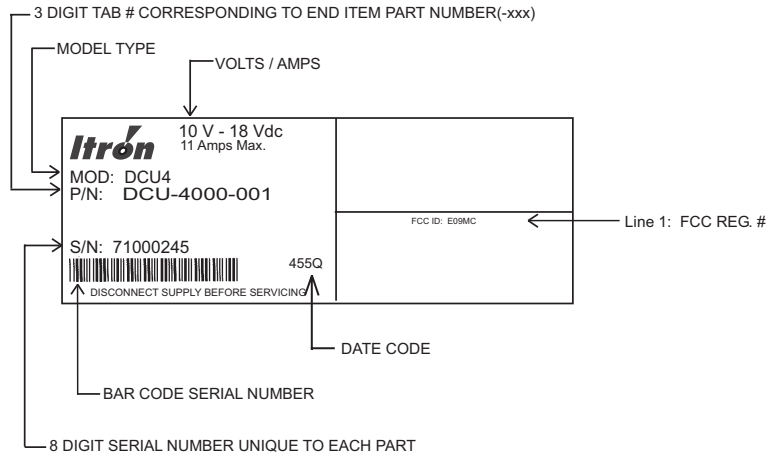 3 DIGIT TAB # CORRESPONDING TO END ITEM PART NUMBER(-xxx)
MODEL TYPE
VOLTS / AMPS
Itrón
10 V - 18 Vdc
11 Amps Max.
MOD: DCU4
P/N: DCU-4000-001
FCC ID: E09MC
Line 1: FCC REG. #
S/N: 71000245
455Q
DISCONNECT SUPPLY BEFORE SERVICING
DATE CODE
BAR CODE SERIAL NUMBER
8 DIGIT SERIAL NUMBER UNIQUE TO EACH PART